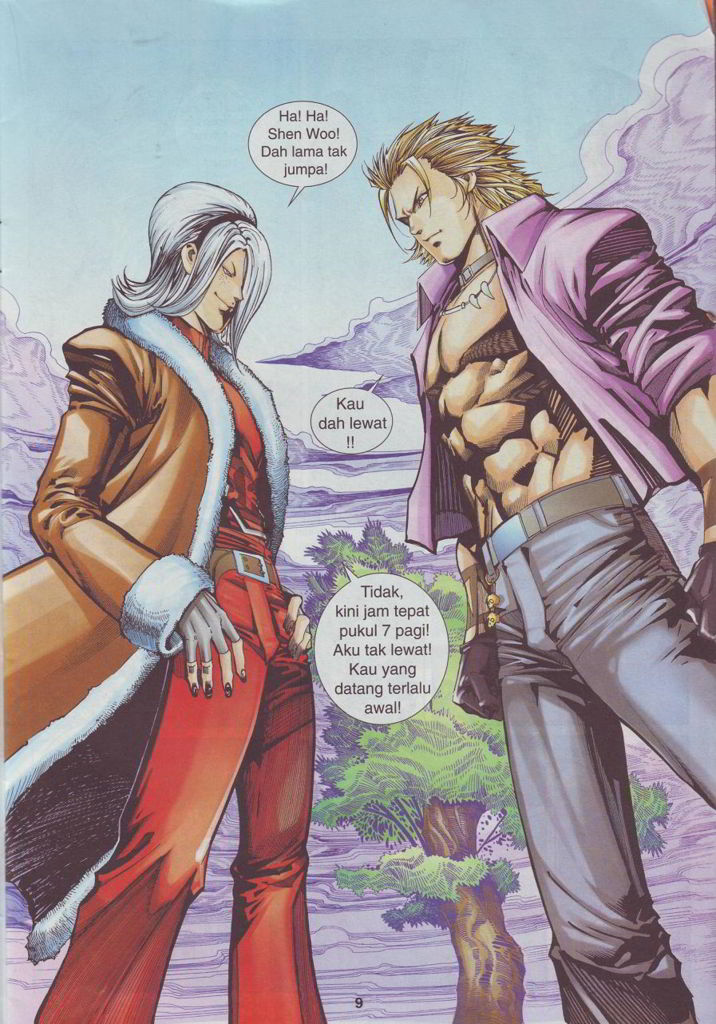 Ha! Ha!
Shen Woo!
Dah lama tak
jumpa!
Kau
dah lewat
!!
Tidak,
kini jam tepat
pukul 7 pagi!
Aku tak lewat!
Kau yang
datang terlalu
awal!
9